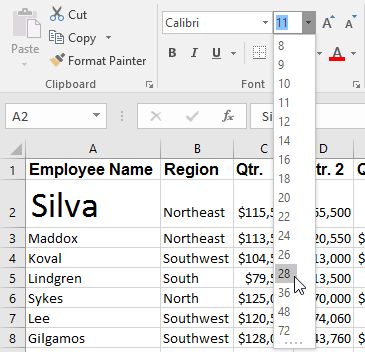 Cut
Calibri 11 A A
Copy
Paste
Format Painter
A
Clipboard Font
8
9
10
11
12
14
16
18
20
22
24
26
28
36
48
72
A2 fx Si
A B C D
1 Employee Name Region Qtr. tr. 2
2 Silva Northeast $115,5 55,500
3 Maddox Northeast $113,5 20,550
4 Koval Southwest $104,5 13,000
5 Lindgren South $79,5 13,500
6 Sykes North $125,0 70,000
7 Lee Southwest $120,5 74,060
8 Gilgamos Southwest $128,0 43,760